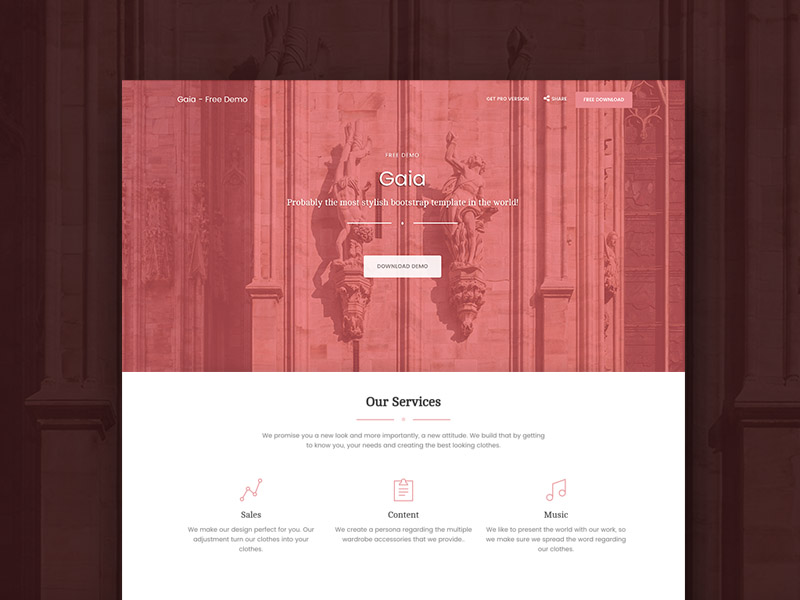 Gaia - Free Demo
GET PRO VERSION
SHARE
FREE DOWNLOAD
FREE DEMO
Gaia
Probably the most stylish bootstrap template in the world!
DOWNLOAD DEMO
Our Services
We promise you a new look and more importantly, a new attitude. We build that by getting
to know you, your needs and creating the best looking clothes.
Sales
We make our design perfect for you. Our
adjustment turn our clothes into your
clothes.
Content
We create a persona regarding the multiple
wardrobe accessories that we provide..
Music
We like to present the world with our work, so
we make sure we spread the word regarding
our clothes.